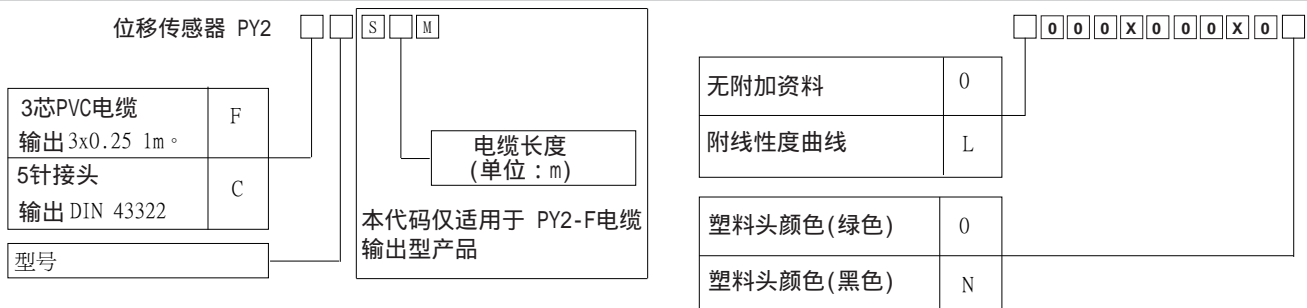 位移传感器 PY2 S M
3芯PVC电缆
输出3x0.25 1m。
F
5针接头
输出 DIN 43322
C
型号
电缆长度
(单位：m)
本代码仅适用于 PY2-F电缆
输出型产品
0 0 0 X 0 0 0 X 0
无附加资料 0
附线性度曲线 L
塑料头颜色(绿色) 0
塑料头颜色(黑色) N